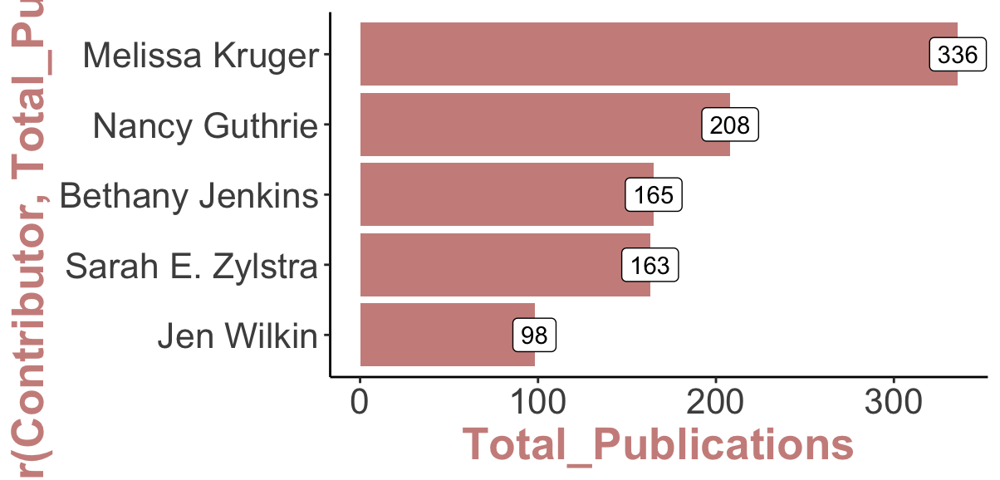 r(Contributor, Total_Pu
Melissa Kruger
336
Nancy Guthrie
208
Bethany Jenkins
165
Sarah E. Zylstra
163
Jen Wilkin
98
0 100 200 300
Total_Publications